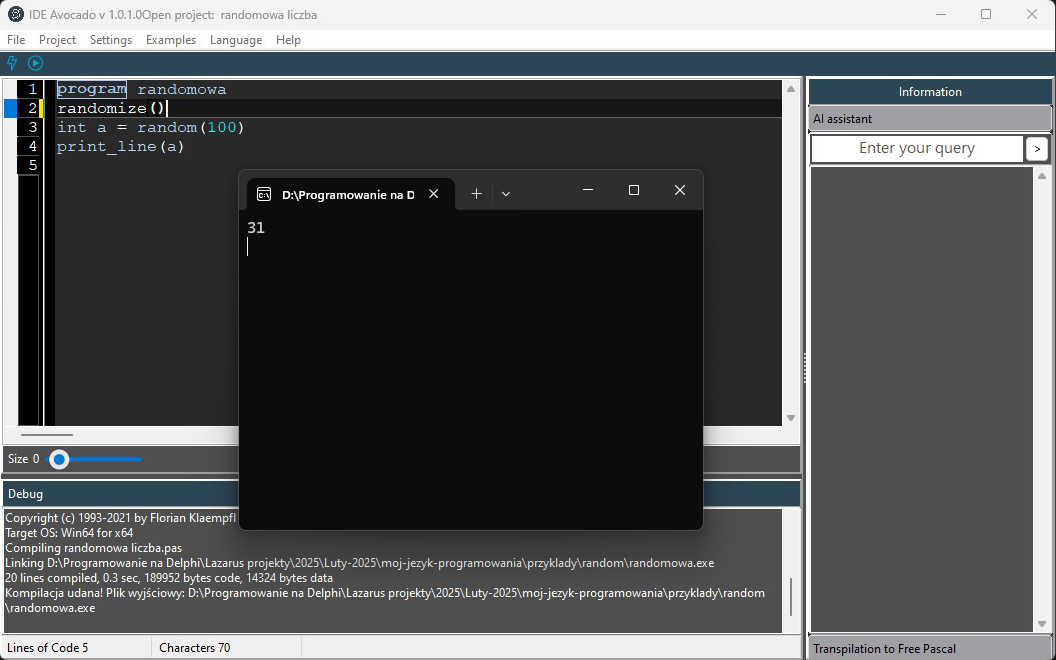 IDE Avocado v 1.0.1.0Open project: randomowa liczba
File Project Settings Examples Language Help
1 program randomowa
2 randomize()
3 int a = random(100)
4 print_line(a)
5
D:\Programowanie na D
31
Size 0
Debug
Copyright (c) 1993-2021 by Florian Klaempfl
Target OS: Win64 for x64
Compiling randomowa liczba.pas
Linking D:\Programowanie na Delphi\Lazarus projekty\2025\Luty-2025\moj-jezyk-programowania\przyklady\random\randomowa.exe
20 lines compiled, 0.3 sec, 189952 bytes code, 14324 bytes data
Kompilacja udana! Plik wyjściowy: D:\Programowanie na Delphi\Lazarus projekty\2025\Luty-2025\moj-jezyk-programowania\przyklady\random
\randomowa.exe
Lines of Code 5 Characters 70
Information
AI assistant
Enter your query >
Transpilation to Free Pascal